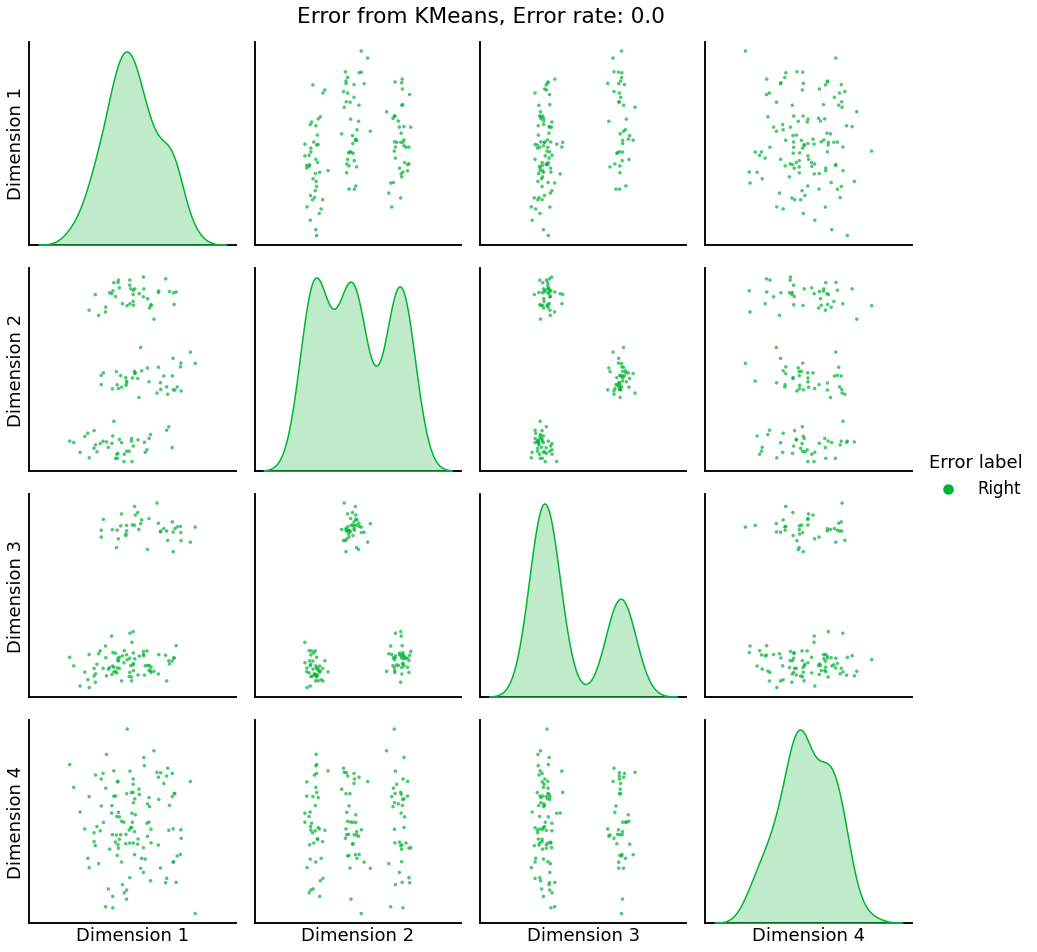 Error from KMeans, Error rate: 0.0
Dimension 1
Dimension 2
Dimension 3
Dimension 4
Error label
Right
Dimension 1
Dimension 2
Dimension 3
Dimension 4